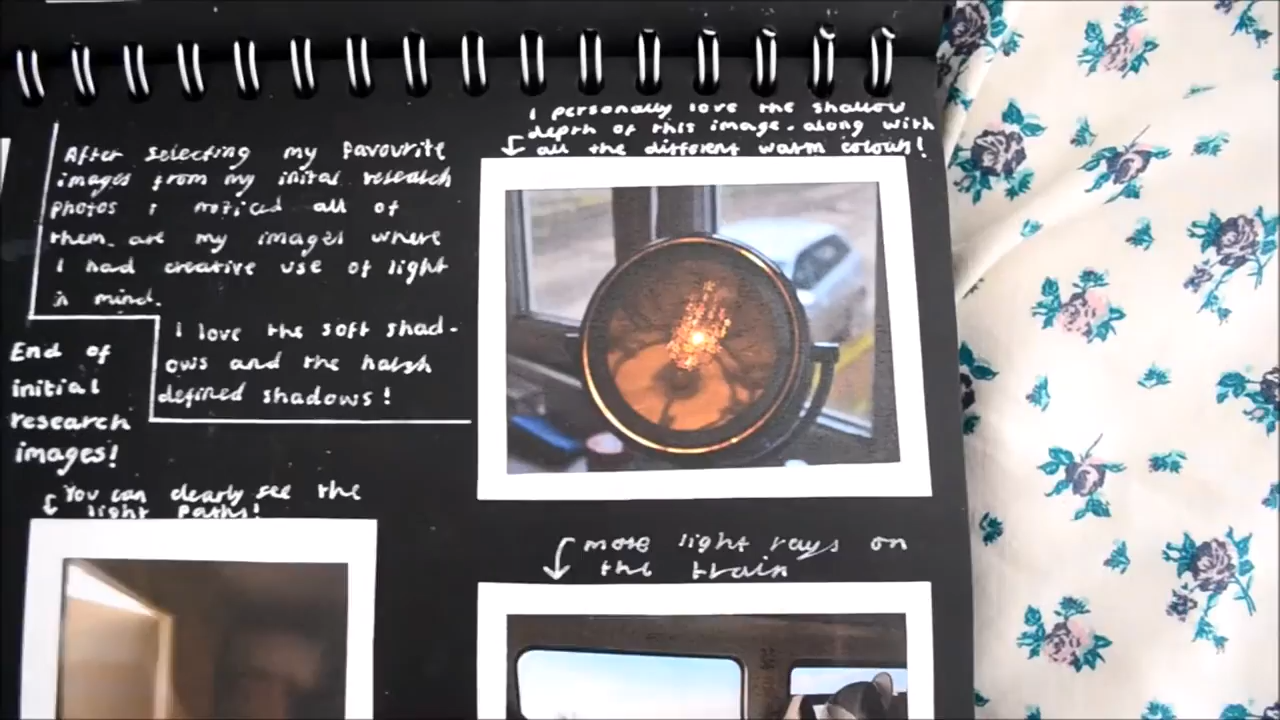 After selecting my favourite
images from my inital research
photos i noticed all of
them are my images where
I had creative use of light
in mind.
I love the soft shad-
ows and the harsh
defined shadows!
End of
initial
research
images!
You can clearly see the
light paths!
I personally love the shallow
depth of this image. along with
all the different warm colours!
more light rays on
the train